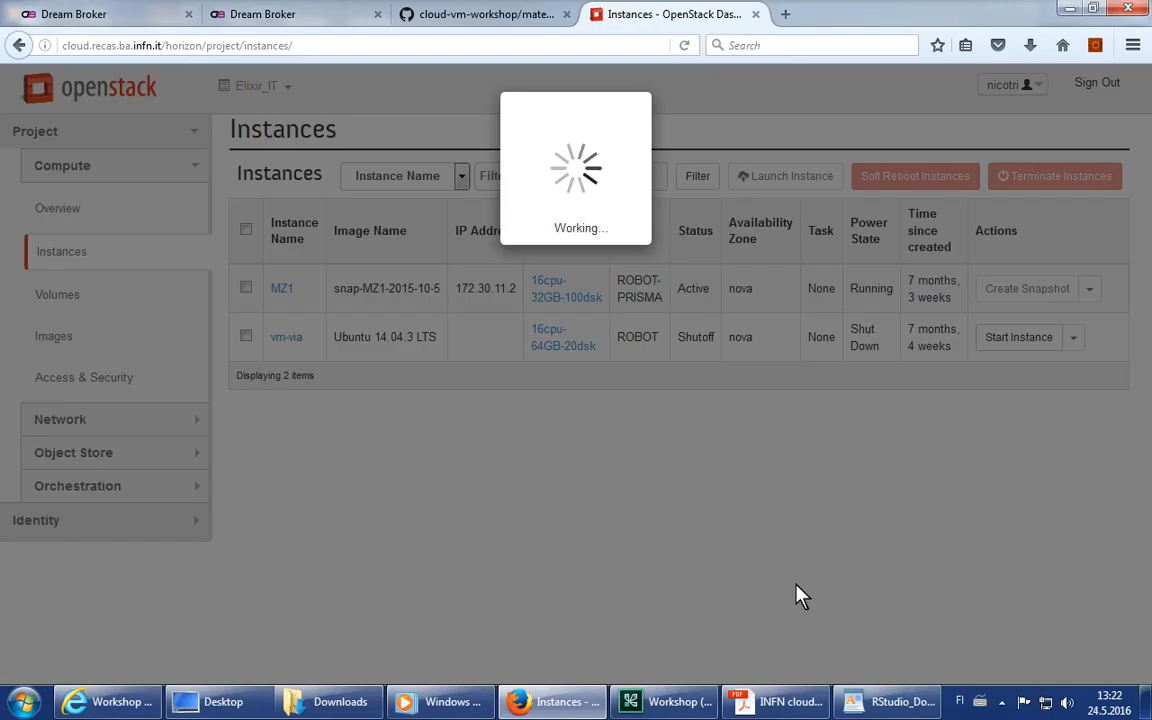 Dream Broker
Dream Broker
cloud-vm-workshop/mate...
Instances - OpenStack Das...
cloud.recas.ba.infn.it/horizon/project/instances/
Search
openstack
Elixir_IT
nicotri
Sign Out
Project
Compute
Overview
Instances
Volumes
Images
Access & Security
Network
Object Store
Orchestration
Identity
Instances
Instances
Instance Name
Filte
Filter
Launch Instance
Soft Reboot Instances
Terminate Instances
Working...
Instance Name
Image Name
IP Addre
Status
Availability Zone
Task
Power State
Time since created
Actions
MZ1
snap-MZ1-2015-10-5
172.30.11.2
16cpu-
32GB-100dsk
ROBOT-
PRISMA
Active
nova
None
Running
7 months,
3 weeks
Create Snapshot
vm-via
Ubuntu 14.04.3 LTS
16cpu-
64GB-20dsk
ROBOT
Shutoff
nova
None
Shut
Down
7 months,
4 weeks
Start Instance
Displaying 2 items
Workshop ...
Desktop
Downloads
Windows ...
Instances - ...
Workshop (...
INFN cloud...
RStudio_Do...
FI
13:22
24.5.2016